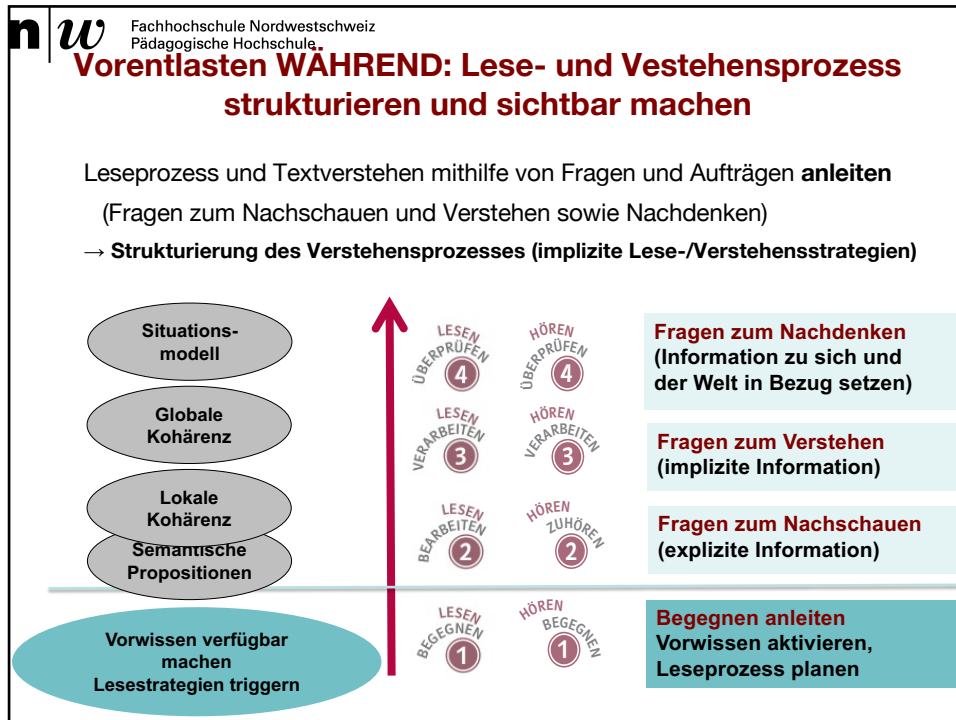 n|w Fachhochschule Nordwestschweiz
Pädagogische Hochschule
Vorentlasten WÄHREND: Lese- und Vestehensprozess
strukturieren und sichtbar machen
Leseprozess und Textverstehen mithilfe von Fragen und Aufträgen anleiten
(Fragen zum Nachschauen und Verstehen sowie Nachdenken)
→ Strukturierung des Verstehensprozesses (implizite Lese-/Verstehensstrategien)
Situations-
modell
LESEN
ÜBERPRÜFEN
4
HÖREN
ÜBERPRÜFEN
4
Fragen zum Nachdenken
(Information zu sich und
der Welt in Bezug setzen)
Globale
Kohärenz
LESEN
VERARBEITEN
3
HÖREN
VERARBEITEN
3
Fragen zum Verstehen
(implizite Information)
Lokale
Kohärenz
Semantische
Propositionen
LESEN
BEARBEITEN
2
HÖREN
ZUHÖREN
2
Fragen zum Nachschauen
(explizite Information)
Vorwissen verfügbar
machen
Lesestrategien triggern
LESEN
BEGEGNEN
1
HÖREN
BEGEGNEN
1
Begegnen anleiten
Vorwissen aktivieren,
Leseprozess planen